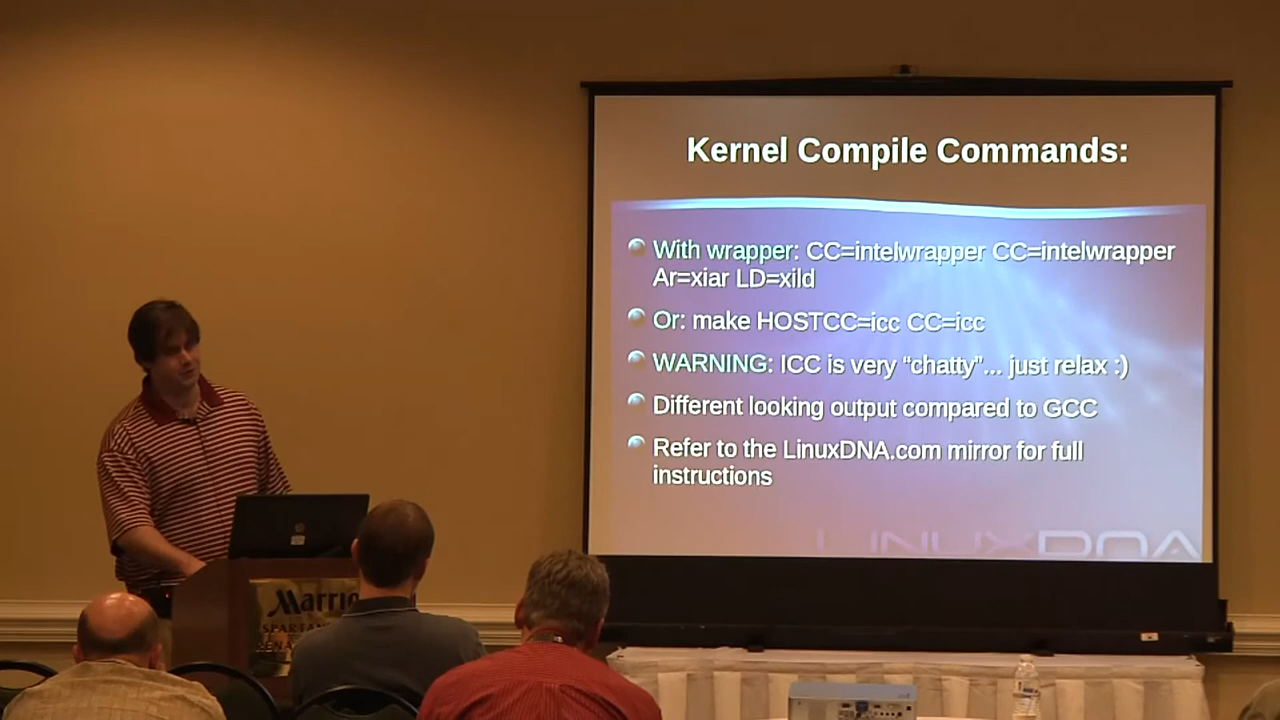 Kernel Compile Commands:
With wrapper: CC=intelwrapper CC=intelwrapper
Ar=xiar LD=xild
Or: make HOSTCC=icc CC=icc
WARNING: ICC is very “chatty”... just relax :)
Different looking output compared to GCC
Refer to the LinuxDNA.com mirror for full
instructions
LINUXDNA
Marrio
SPARTAN